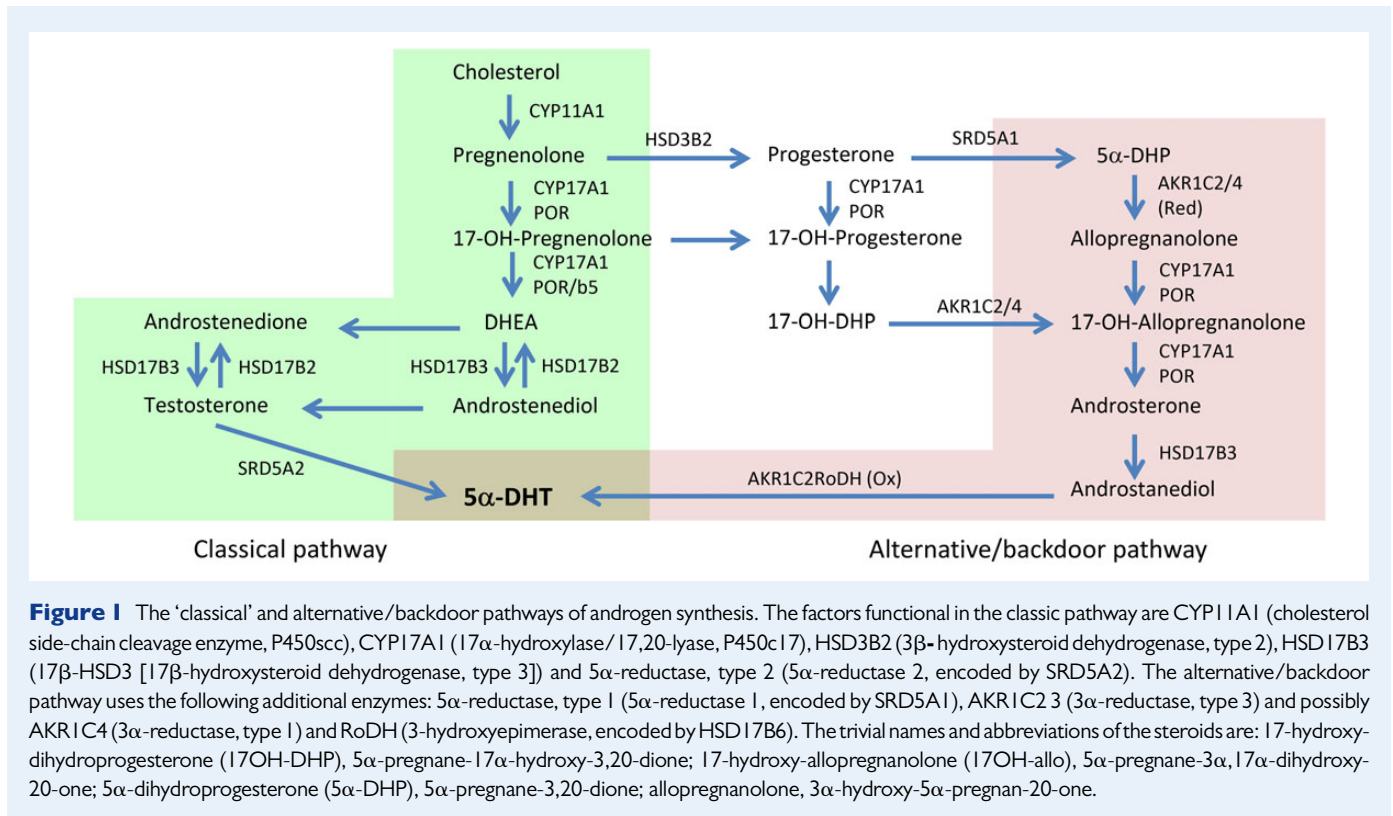 Cholesterol
CYP11A1
Pregnenolone
HSD3B2
Progesterone
SRD5A1
5α-DHP
CYP17A1
POR
CYP17A1
POR
AKR1C2/4
(Red)
17-OH-Pregnenolone
17-OH-Progesterone
Allopregnanolone
CYP17A1
POR/b5
CYP17A1
POR
Androstenedione
DHEA
17-OH-DHP
AKR1C2/4
17-OH-Allopregnanolone
HSD17B3
HSD17B2
HSD17B3
HSD17B2
CYP17A1
POR
Testosterone
Androstenediol
Androsterone
SRD5A2
HSD17B3
5α-DHT
AKR1C2RoDH (Ox)
Androstanediol
Classical pathway
Alternative/backdoor pathway
Figure 1 The ‘classical’ and alternative/backdoor pathways of androgen synthesis. The factors functional in the classic pathway are CYP11A1 (cholesterol
side-chain cleavage enzyme, P450scc), CYP17A1 (17α-hydroxylase/17,20-lyase, P450c17), HSD3B2 (3β-hydroxysteroid dehydrogenase, type 2), HSD17B3
(17β-HSD3 [17β-hydroxysteroid dehydrogenase, type 3]) and 5α-reductase, type 2 (5α-reductase 2, encoded by SRD5A2). The alternative/backdoor
pathway uses the following additional enzymes: 5α-reductase, type 1 (5α-reductase 1, encoded by SRD5A1), AKR1C2 3 (3α-reductase, type 3) and possibly
AKR1C4 (3α-reductase, type 1) and RoDH (3-hydroxyepimerase, encoded by HSD17B6). The trivial names and abbreviations of the steroids are: 17-hydroxy-
dihydroprogesterone (17OH-DHP), 5α-pregnane-17α-hydroxy-3,20-dione; 17-hydroxy-allopregnanolone (17OH-allo), 5α-pregnane-3α,17α-dihydroxy-
20-one; 5α-dihydroprogesterone (5α-DHP), 5α-pregnane-3,20-dione; allopregnanolone, 3α-hydroxy-5α-pregnan-20-one.